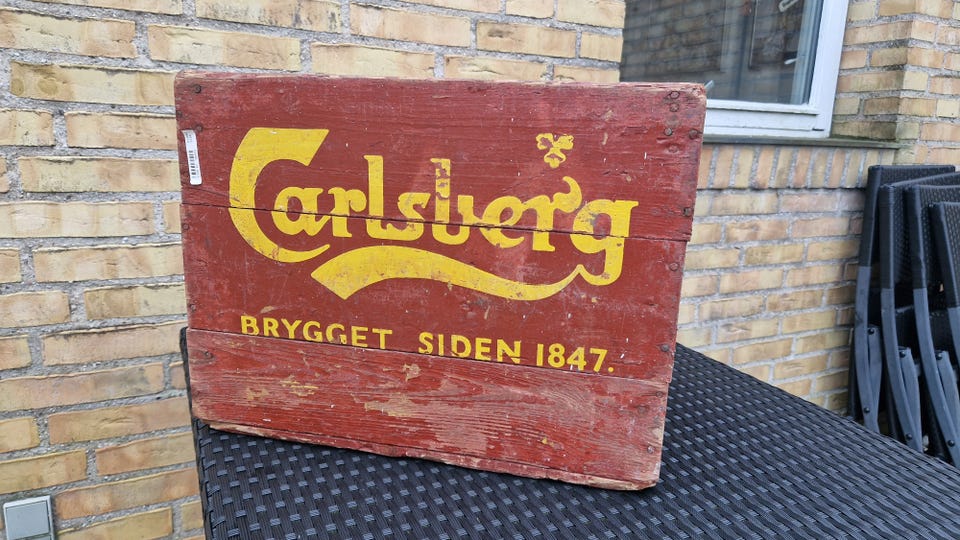 Carlsberg
BRYGGET SIDEN 1847.